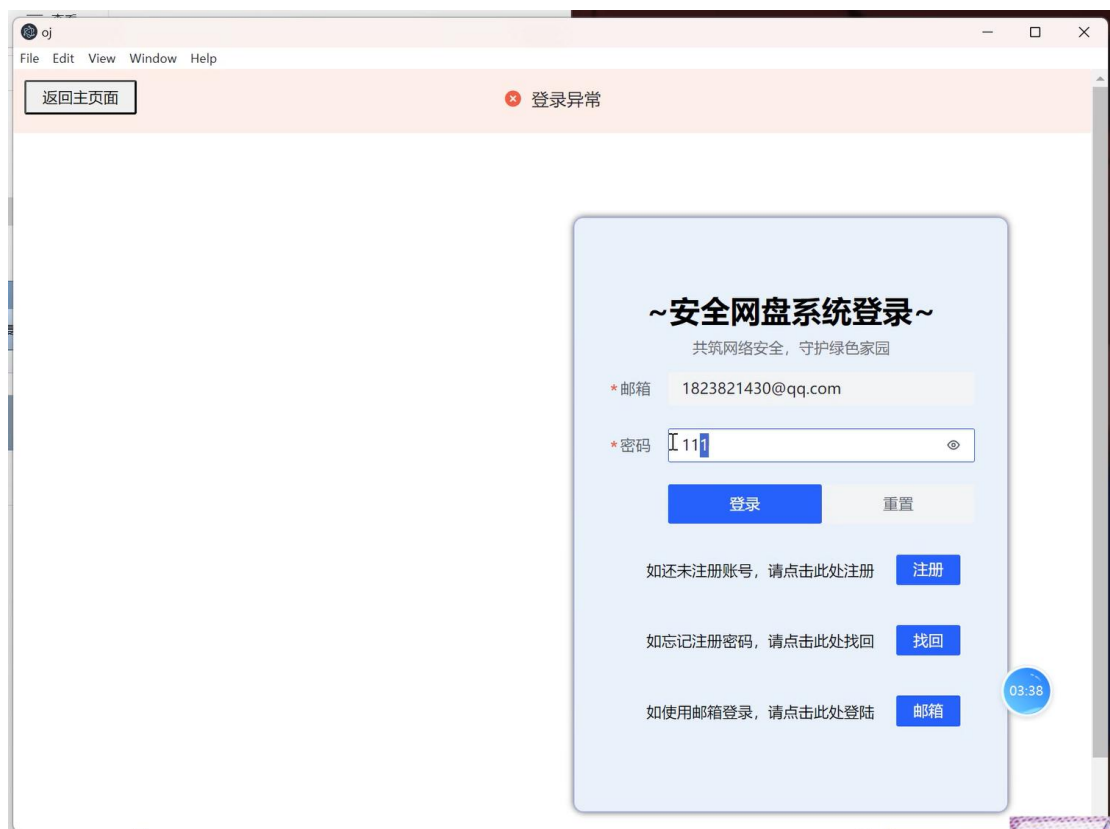 oj
File Edit View Window Help
返回主页面
登录异常
~安全网盘系统登录~
共筑网络安全，守护绿色家园
*邮箱 1823821430@qq.com
*密码 111
登录 重置
如还未注册账号，请点击此处注册 注册
如忘记注册密码，请点击此处找回 找回
03:38
如使用邮箱登录，请点击此处登陆 邮箱